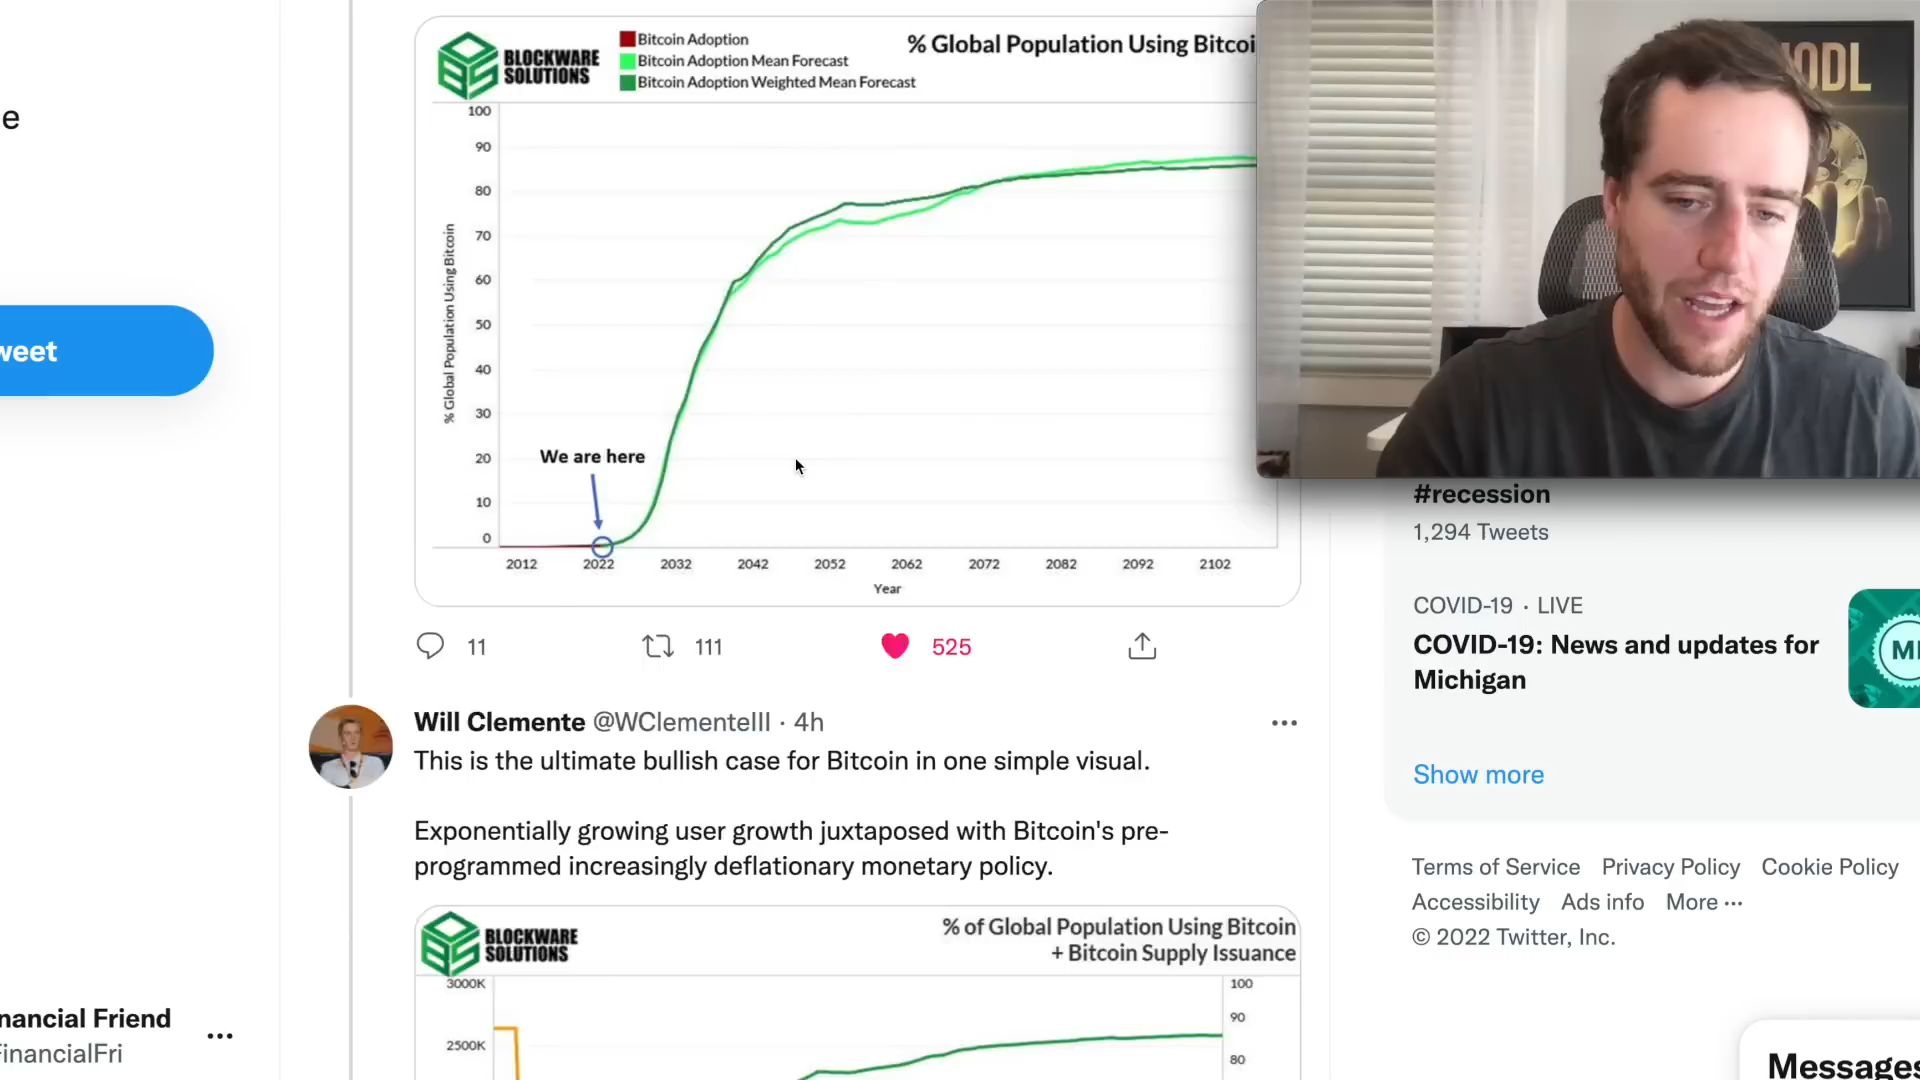 e
weet
nancial Friend
FinancialFri
BLOCKWARE
SOLUTIONS
Bitcoin Adoption
Bitcoin Adoption Mean Forecast
Bitcoin Adoption Weighted Mean Forecast
% Global Population Using Bitcoi
% Global Population Using Bitcoin
100
90
80
70
60
50
40
30
20
10
0
We are here
2012 2022 2032 2042 2052 2062 2072 2082 2092 2102
Year
11 111 525
Will Clemente @WClementeIII · 4h
This is the ultimate bullish case for Bitcoin in one simple visual.
Exponentially growing user growth juxtaposed with Bitcoin's pre-
programmed increasingly deflationary monetary policy.
BLOCKWARE
SOLUTIONS
% of Global Population Using Bitcoin
+ Bitcoin Supply Issuance
3000K
2500K
100
90
80
HODL
#recession
1,294 Tweets
COVID-19 · LIVE
COVID-19: News and updates for
Michigan
MI
Show more
Terms of Service Privacy Policy Cookie Policy
Accessibility Ads info More ···
© 2022 Twitter, Inc.
Messages